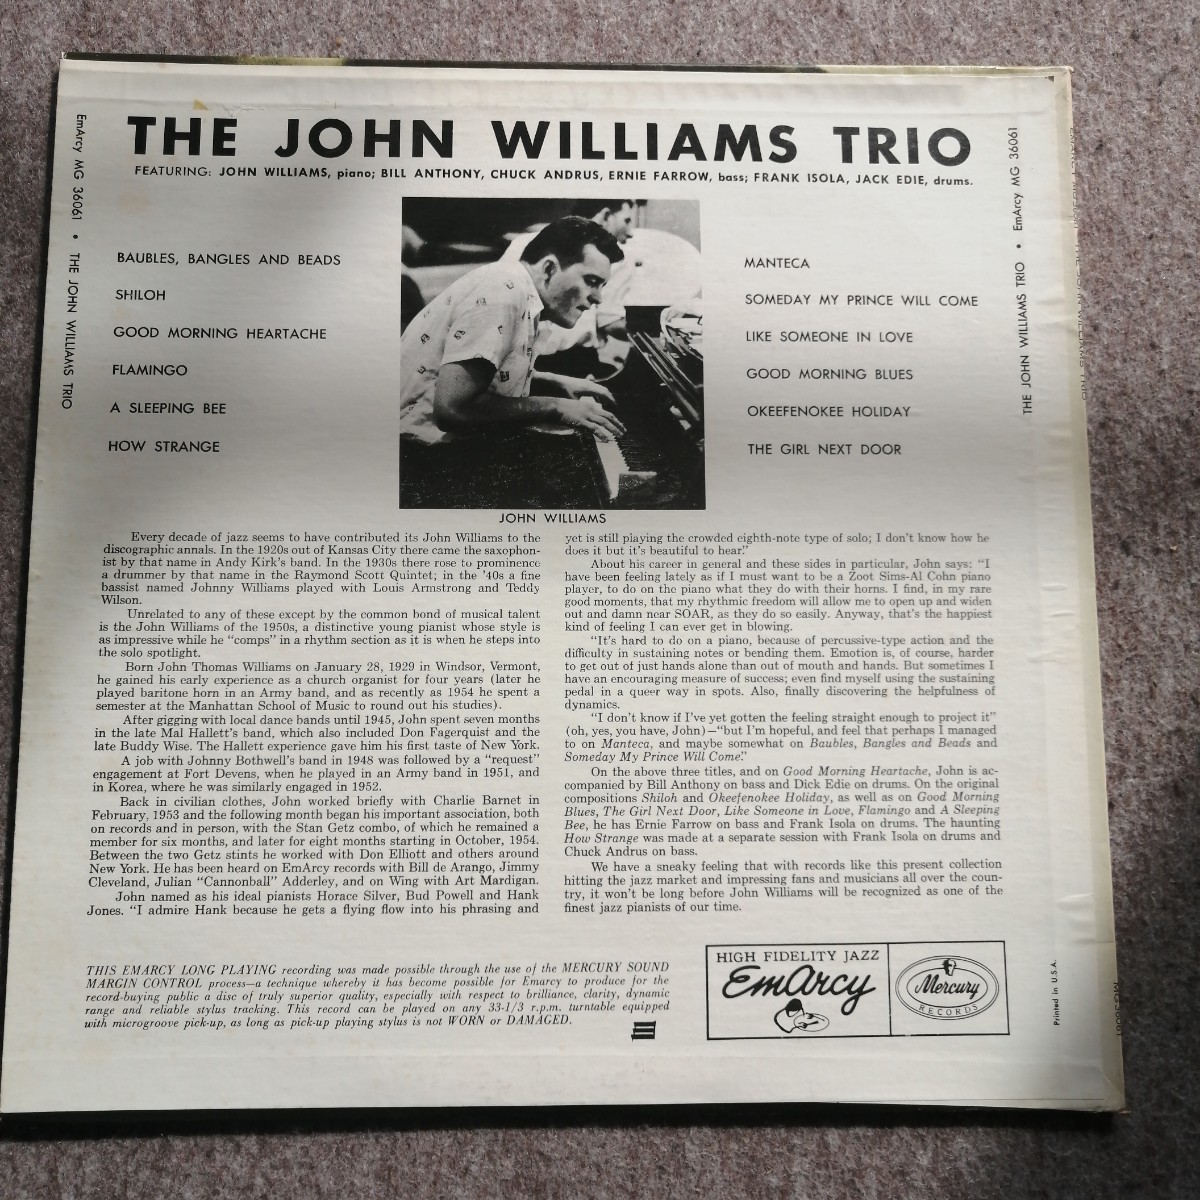 THE JOHN WILLIAMS TRIO
FEATURING: JOHN WILLIAMS, piano; BILL ANTHONY, CHUCK ANDRUS, ERNIE FARROW, bass; FRANK ISOLA, JACK EDIE, drums.
EmArcy MG 36061 • THE JOHN WILLIAMS TRIO
BAUBLES, BANGLES AND BEADS
SHILOH
GOOD MORNING HEARTACHE
FLAMINGO
A SLEEPING BEE
HOW STRANGE
MANTECA
SOMEDAY MY PRINCE WILL COME
LIKE SOMEONE IN LOVE
GOOD MORNING BLUES
OKEEFENOKEE HOLIDAY
THE GIRL NEXT DOOR
THE JOHN WILLIAMS TRIO • EmArcy MG 36061
JOHN WILLIAMS
Every decade of jazz seems to have contributed its John Williams to the
discographic annals. In the 1920s out of Kansas City there came the saxophon-
ist by that name in Andy Kirk's band. In the 1930s there rose to prominence
a drummer by that name in the Raymond Scott Quintet; in the '40s a fine
bassist named Johnny Williams played with Louis Armstrong and Teddy
Wilson.
Unrelated to any of these except by the common bond of musical talent
is the John Williams of the 1950s, a distinctive young pianist whose style is
as impressive while he "comps" in a rhythm section as it is when he steps into
the solo spotlight.
Born John Thomas Williams on January 28, 1929 in Windsor, Vermont,
he gained his early experience as a church organist for four years (later he
played baritone horn in an Army band, and as recently as 1954 he spent a
semester at the Manhattan School of Music to round out his studies).
After gigging with local dance bands until 1945, John spent seven months
in the late Mal Hallett's band, which also included Don Fagerquist and the
late Buddy Wise. The Hallett experience gave him his first taste of New York.
A job with Johnny Bothwell's band in 1948 was followed by a "request"
engagement at Fort Devens, when he played in an Army band in 1951, and
in Korea, where he was similarly engaged in 1952.
Back in civilian clothes, John worked briefly with Charlie Barnet in
February, 1953 and the following month began his important association, both
on records and in person, with the Stan Getz combo, of which he remained a
member for six months, and later for eight months starting in October, 1954.
Between the two Getz stints he worked with Don Elliott and others around
New York. He has been heard on EmArcy records with Bill de Arango, Jimmy
Cleveland, Julian "Cannonball" Adderley, and on Wing with Art Mardigan.
John named as his ideal pianists Horace Silver, Bud Powell and Hank
Jones. "I admire Hank because he gets a flying flow into his phrasing and
yet is still playing the crowded eighth-note type of solo; I don't know how he
does it but it's beautiful to hear."
About his career in general and these sides in particular, John says: "I
have been feeling lately as if I must want to be a Zoot Sims-Al Cohn piano
player, to do on the piano what they do with their horns. I find, in my rare
good moments, that my rhythmic freedom will allow me to open up and widen
out and damn near SOAR, as they do so easily. Anyway, that's the happiest
kind of feeling I can ever get in blowing.
"It's hard to do on a piano, because of percussive-type action and the
difficulty in sustaining notes or bending them. Emotion is, of course, harder
to get out of just hands alone than out of mouth and hands. But sometimes I
have an encouraging measure of success; even find myself using the sustaining
pedal in a queer way in spots. Also, finally discovering the helpfulness of
dynamics.
"I don't know if I've yet gotten the feeling straight enough to project it"
(oh, yes, you have, John)—"but I'm hopeful, and feel that perhaps I managed
to on Manteca, and maybe somewhat on Baubles, Bangles and Beads and
Someday My Prince Will Come."
On the above three titles, and on Good Morning Heartache, John is ac-
companied by Bill Anthony on bass and Dick Edie on drums. On the original
compositions Shiloh and Okeefenokee Holiday, as well as on Good Morning
Blues, The Girl Next Door, Like Someone in Love, Flamingo and A Sleeping
Bee, he has Ernie Farrow on bass and Frank Isola on drums. The haunting
How Strange was made at a separate session with Frank Isola on drums and
Chuck Andrus on bass.
We have a sneaky feeling that with records like this present collection
hitting the jazz market and impressing fans and musicians all over the coun-
try, it won't be long before John Williams will be recognized as one of the
finest jazz pianists of our time.
THIS EMARCY LONG PLAYING recording was made possible through the use of the MERCURY SOUND
MARGIN CONTROL process—a technique whereby it has become possible for Emarcy to produce for the
record-buying public a disc of truly superior quality, especially with respect to brilliance, clarity, dynamic
range and reliable stylus tracking. This record can be played on any 33-1/3 r.p.m. turntable equipped
with microgroove pick-up, as long as pick-up playing stylus is not WORN or DAMAGED.
HIGH FIDELITY JAZZ
EmArcy
Mercury
RECORDS
Printed in U.S.A.